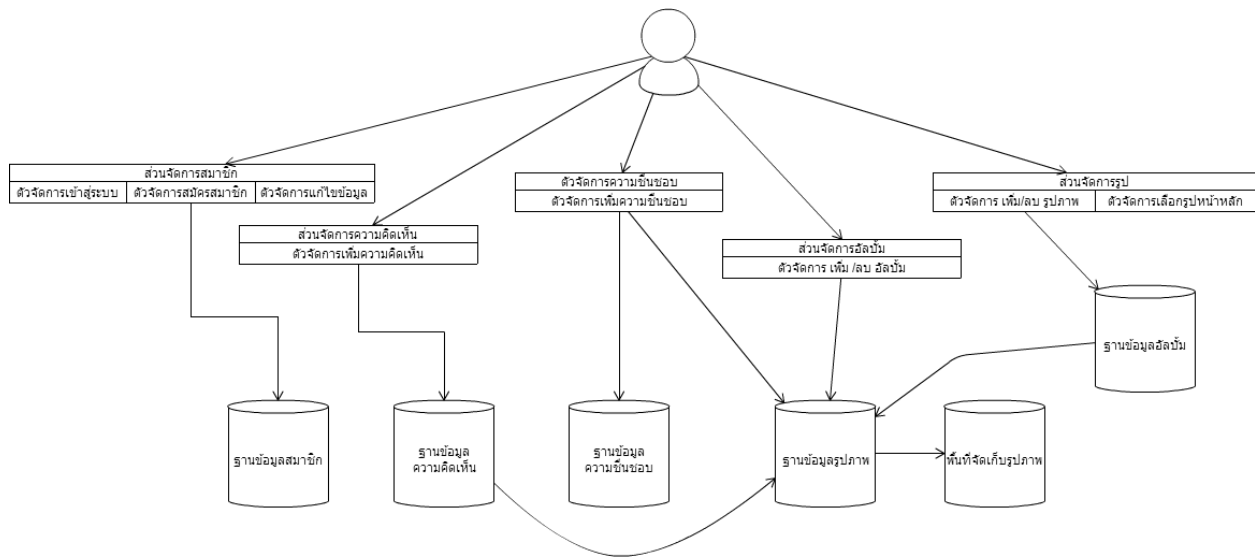 ส่วนจัดการสมาชิก
ตัวจัดการเข้าสู่ระบบ ตัวจัดการสมัครสมาชิก ตัวจัดการแก้ไขข้อมูล
ส่วนจัดการความคิดเห็น
ตัวจัดการเพิ่มความคิดเห็น
ตัวจัดการความชื่นชอบ
ตัวจัดการเพิ่มความชื่นชอบ
ส่วนจัดการอัลบั้ม
ตัวจัดการ เพิ่ม /ลบ อัลบั้ม
ส่วนจัดการรูป
ตัวจัดการ เพิ่ม/ลบ รูปภาพ ตัวจัดการเลือกรูปหน้าหลัก
ฐานข้อมูลอัลบั้ม
ฐานข้อมูลสมาชิก
ฐานข้อมูล
ความคิดเห็น
ฐานข้อมูล
ความชื่นชอบ
ฐานข้อมูลรูปภาพ
พื้นที่จัดเก็บรูปภาพ